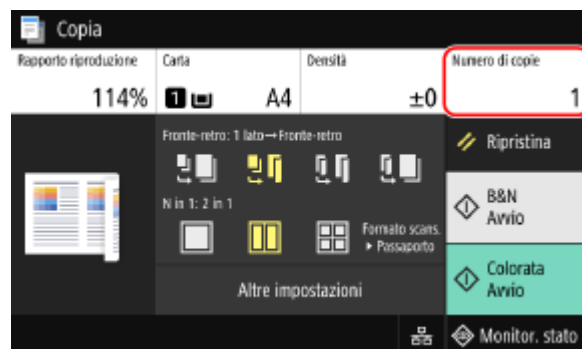 Copia
Rapporto riproduzione
114%
Carta
1
A4
Densità
±0
Numero di copie
1
Fronte-retro: 1 lato→Fronte-retro
N in 1: 2 in 1
Formato scans.
▸ Passaporto
Altre impostazioni
Ripristina
B&N
Avvio
Colorata
Avvio
Monitor. stato